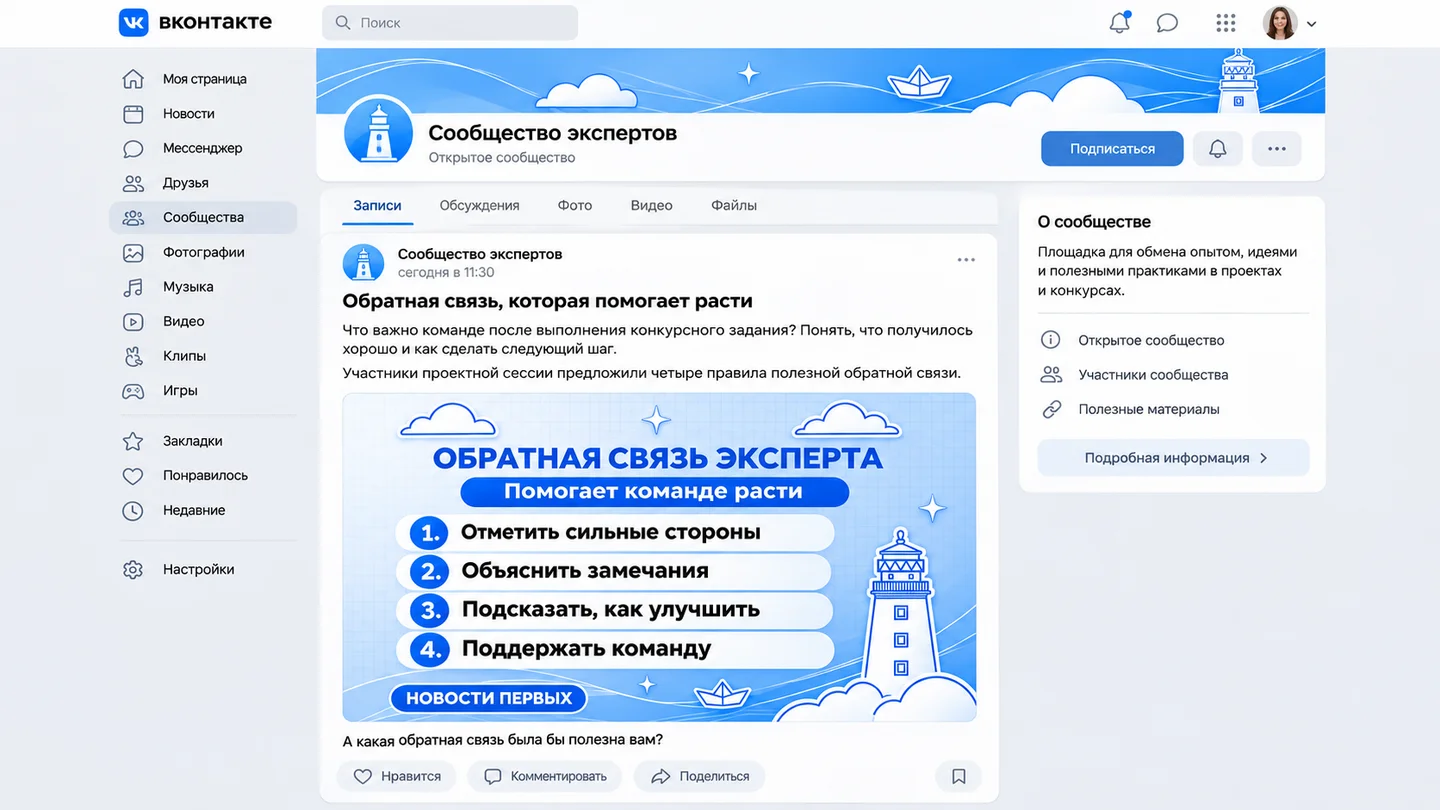 вконтакте
Поиск
Моя страница
Новости
Мессенджер
Друзья
Сообщества
Фотографии
Музыка
Видео
Клипы
Игры
Закладки
Понравилось
Недавние
Настройки
Сообщество экспертов
Открытое сообщество
Подписаться
Записи
Обсуждения
Фото
Видео
Файлы
Сообщество экспертов
сегодня в 11:30
Обратная связь, которая помогает расти
Что важно команде после выполнения конкурсного задания? Понять, что получилось
хорошо и как сделать следующий шаг.
Участники проектной сессии предложили четыре правила полезной обратной связи.
ОБРАТНАЯ СВЯЗЬ ЭКСПЕРТА
Помогает команде расти
1. Отметить сильные стороны
2. Объяснить замечания
3. Подсказать, как улучшить
4. Поддержать команду
НОВОСТИ ПЕРВЫХ
А какая обратная связь была бы полезна вам?
Нравится
Комментировать
Поделиться
О сообществе
Площадка для обмена опытом, идеями
и полезными практиками в проектах
и конкурсах.
Открытое сообщество
Участники сообщества
Полезные материалы
Подробная информация